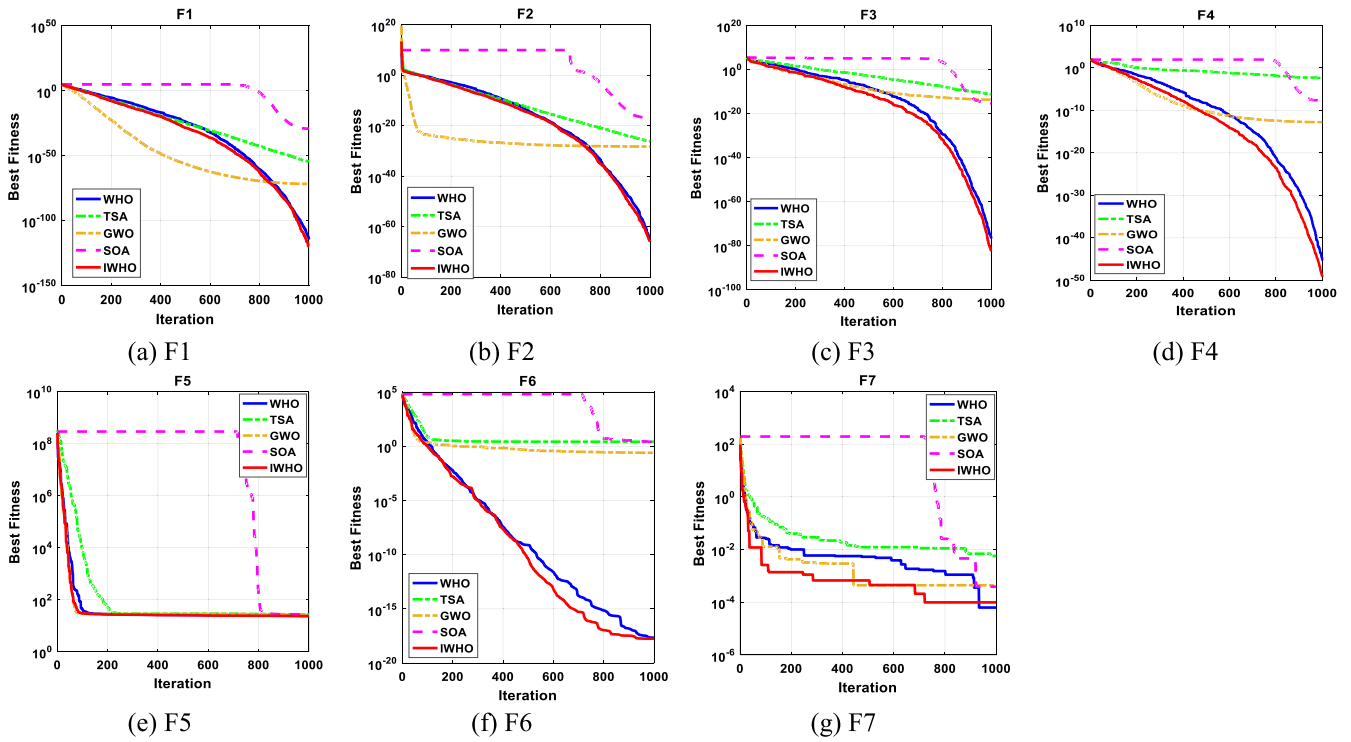 F1
10^50
10^0
10^-50
10^-100
10^-150
Best Fitness
WHO
TSA
GWO
SOA
IWHO
0 200 400 600 800 1000
Iteration
(a) F1
F2
10^20
10^0
10^-20
10^-40
10^-60
10^-80
Best Fitness
WHO
TSA
GWO
SOA
IWHO
0 200 400 600 800 1000
Iteration
(b) F2
F3
10^20
10^0
10^-20
10^-40
10^-60
10^-80
10^-100
Best Fitness
WHO
TSA
GWO
SOA
IWHO
0 200 400 600 800 1000
Iteration
(c) F3
F4
10^10
10^0
10^-10
10^-20
10^-30
10^-40
10^-50
Best Fitness
WHO
TSA
GWO
SOA
IWHO
0 200 400 600 800 1000
Iteration
(d) F4
F5
10^10
10^8
10^6
10^4
10^2
10^0
Best Fitness
WHO
TSA
GWO
SOA
IWHO
0 200 400 600 800 1000
Iteration
(e) F5
F6
10^5
10^0
10^-5
10^-10
10^-15
10^-20
Best Fitness
WHO
TSA
GWO
SOA
IWHO
0 200 400 600 800 1000
Iteration
(f) F6
F7
10^4
10^2
10^0
10^-2
10^-4
10^-6
Best Fitness
WHO
TSA
GWO
SOA
IWHO
0 200 400 600 800 1000
Iteration
(g) F7